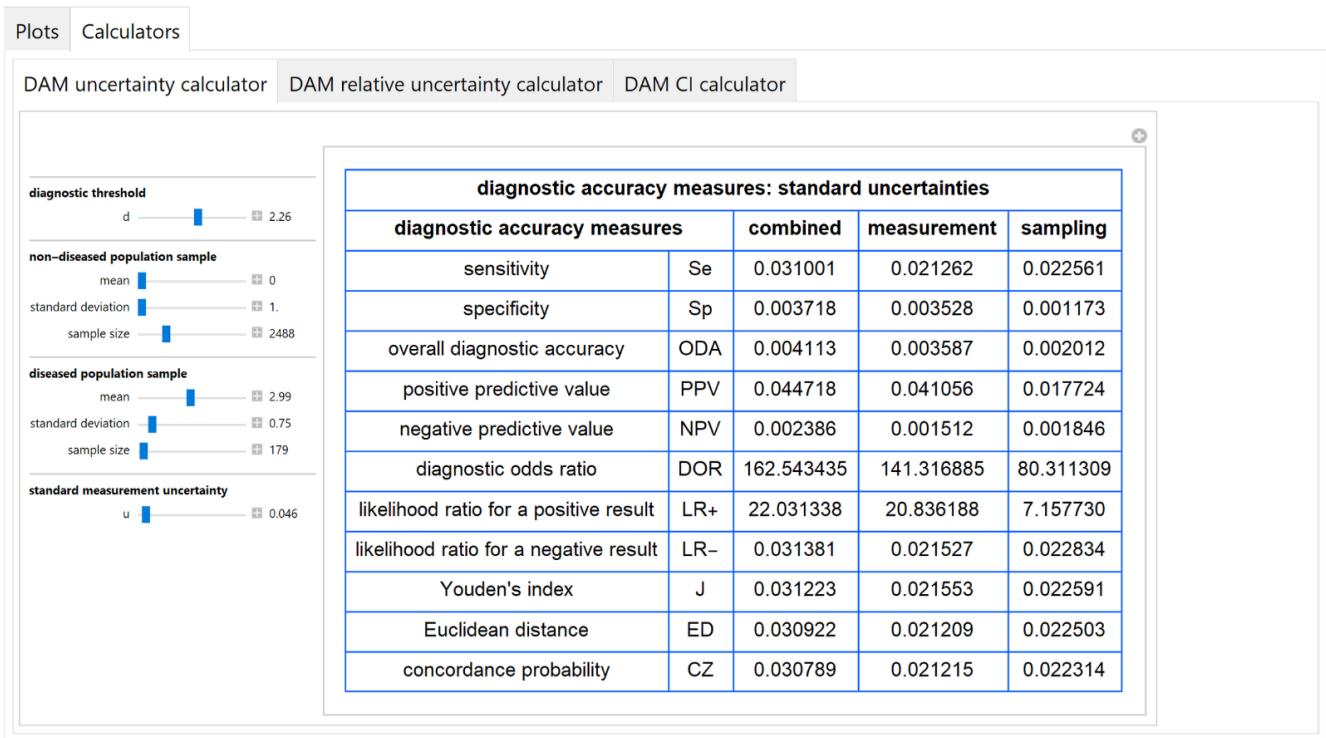 Plots Calculators
DAM uncertainty calculator DAM relative uncertainty calculator DAM CI calculator
diagnostic threshold
d 2.26
non−diseased population sample
mean 0
standard deviation 1.
sample size 2488
diseased population sample
mean 2.99
standard deviation 0.75
sample size 179
standard measurement uncertainty
u 0.046
diagnostic accuracy measures: standard uncertainties
diagnostic accuracy measures combined measurement sampling
sensitivity Se 0.031001 0.021262 0.022561
specificity Sp 0.003718 0.003528 0.001173
overall diagnostic accuracy ODA 0.004113 0.003587 0.002012
positive predictive value PPV 0.044718 0.041056 0.017724
negative predictive value NPV 0.002386 0.001512 0.001846
diagnostic odds ratio DOR 162.543435 141.316885 80.311309
likelihood ratio for a positive result LR+ 22.031338 20.836188 7.157730
likelihood ratio for a negative result LR− 0.031381 0.021527 0.022834
Youden's index J 0.031223 0.021553 0.022591
Euclidean distance ED 0.030922 0.021209 0.022503
concordance probability CZ 0.030789 0.021215 0.022314